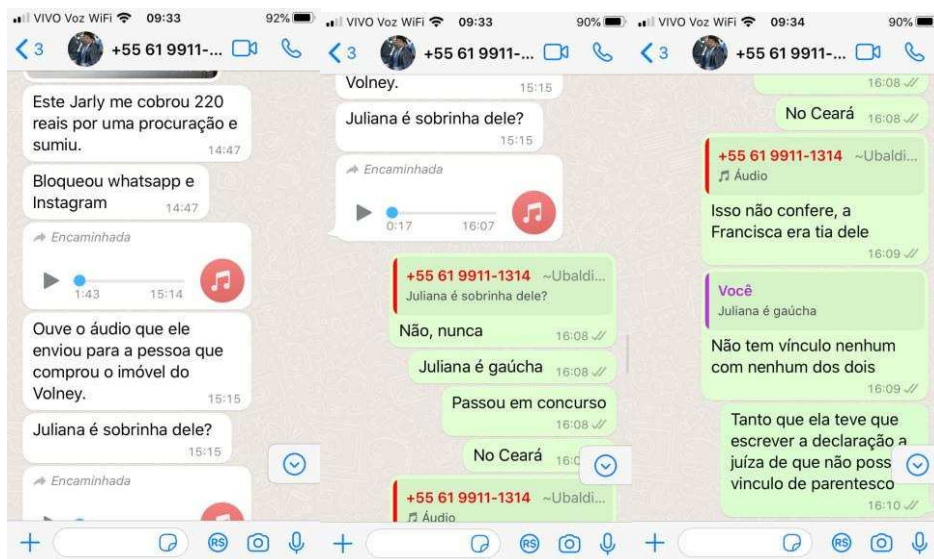 VIVO Voz WiFi 09:33 92%
3 +55 61 9911-...
Este Jarly me cobrou 220
reais por uma procuração e
sumiu. 14:47
Bloqueou whatsapp e
Instagram 14:47
Encaminhada
1:43 15:14
Ouve o áudio que ele
enviou para a pessoa que
comprou o imóvel do
Volney. 15:15
Juliana é sobrinha dele?
15:15
Encaminhada
RS
VIVO Voz WiFi 09:33 90%
3 +55 61 9911-...
Volney. 15:15
Juliana é sobrinha dele?
15:15
Encaminhada
0:17 16:07
+55 61 9911-1314 ~Ubaldi...
Juliana é sobrinha dele?
Não, nunca 16:08
Juliana é gaúcha 16:08
Passou em concurso
16:08
No Ceará
+55 61 9911-1314 ~Ubaldi...
Áudio
RS
VIVO Voz WiFi 09:34 90%
3 +55 61 9911-...
16:08
No Ceará 16:08
+55 61 9911-1314 ~Ubaldi...
Áudio
Isso não confere, a
Francisca era tia dele
16:09
Você
Juliana é gaúcha
Não tem vínculo nenhum
com nenhum dos dois
16:09
Tanto que ela teve que
escrever a declaração a
juíza de que não poss
vinculo de parentesco
16:10
RS